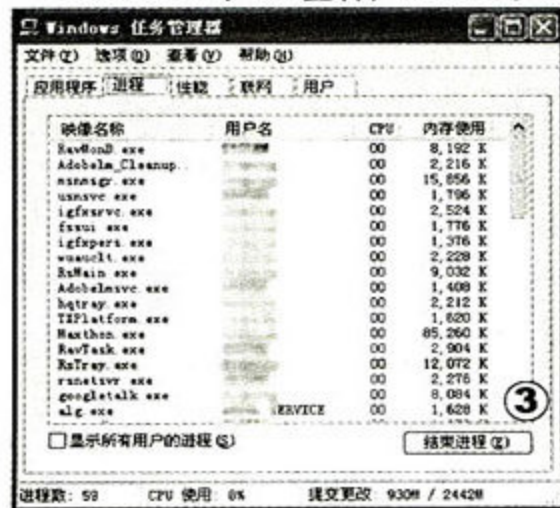 Windows 任务管理器
文件(F) 选项(O) 查看(V) 帮助(H)
应用程序 进程 性能 联网 用户
映像名称 用户名 CPU 内存使用
RavMonD.exe 00 8,192 K
Adobelm_Cleanup.. 00 2,216 K
msnmsgr.exe 00 15,856 K
usnsvc.exe 00 1,796 K
igfxsrvc.exe 00 2,524 K
fxxui.exe 00 1,776 K
igfxpers.exe 00 1,376 K
wuauclt.exe 00 2,228 K
RsMain.exe 00 9,032 K
Adobelmsvc.exe 00 1,408 K
hqtray.exe 00 2,212 K
TXPlatform.exe 00 1,620 K
Maxthon.exe 00 85,260 K
RavTask.exe 00 2,904 K
RsTray.exe 00 12,072 K
rsnetsvr.exe 00 2,276 K
googletalk.exe 00 8,084 K
alg.exe ERVICE 00 1,628 K
③
显示所有用户的进程(S) 结束进程(E)
进程数: 59 CPU 使用: 0% 提交更改 930M / 2442M